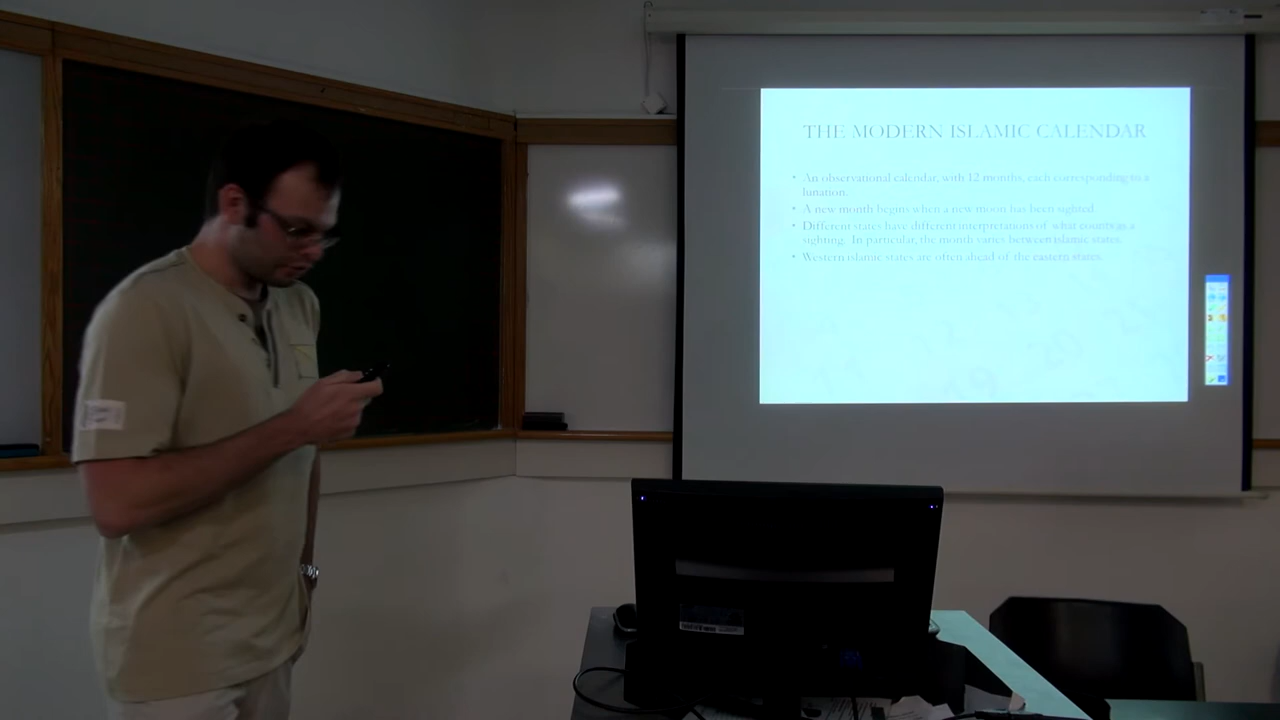 THE MODERN ISLAMIC CALENDAR
• An observational calendar, with 12 months, each corresponding to a
lunation.
• A new month begins when a new moon has been sighted.
• Different states have different interpretations of what counts as a
sighting. In particular, the month varies between islamic states.
• Western islamic states are often ahead of the eastern states.